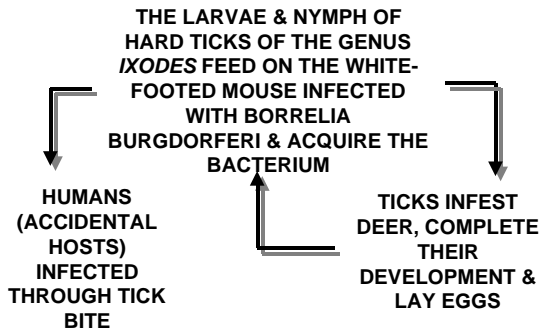 THE LARVAE & NYMPH OF
HARD TICKS OF THE GENUS
IXODES FEED ON THE WHITE-
FOOTED MOUSE INFECTED
WITH BORRELIA
BURGDORFERI & ACQUIRE THE
BACTERIUM
HUMANS
(ACCIDENTAL
HOSTS)
INFECTED
THROUGH TICK
BITE
TICKS INFEST
DEER, COMPLETE
THEIR
DEVELOPMENT &
LAY EGGS